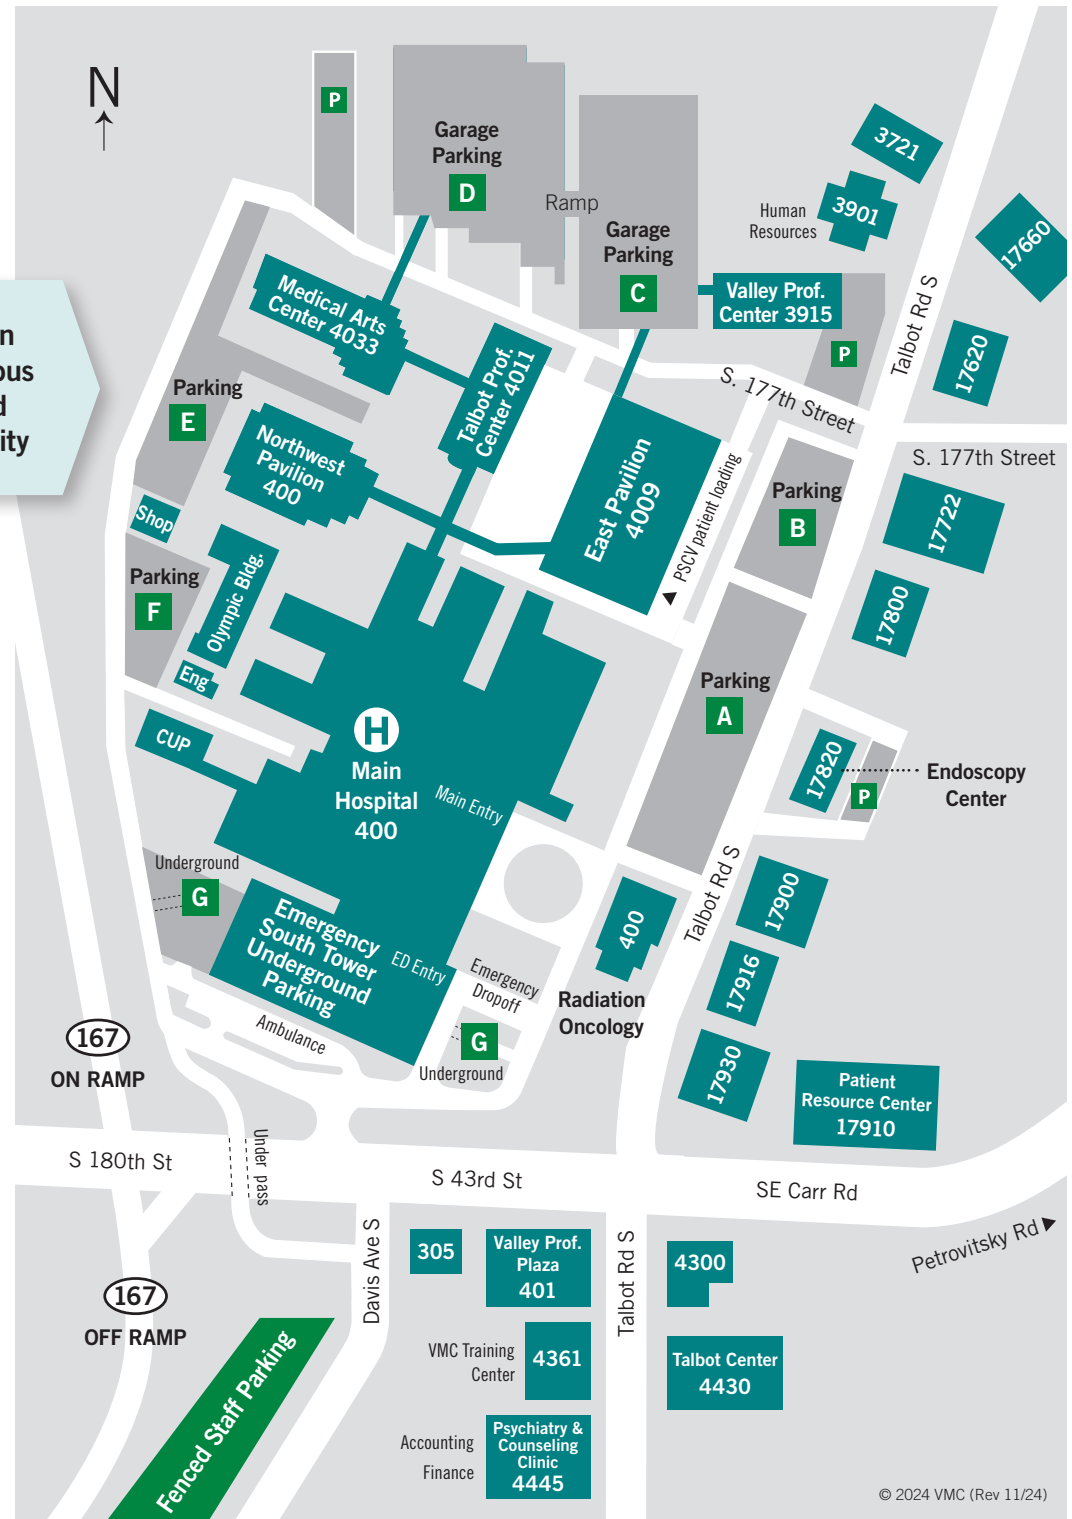 N
P
Garage
Parking
D
Ramp
Garage
Parking
C
3721
Human
Resources
3901
17660
Valley Prof.
Center 3915
P
Talbot Rd S
17620
Medical Arts
Center 4033
Talbot Prof.
Center 4011
S. 177th Street
S. 177th Street
Parking
E
Northwest
Pavilion
400
East Pavilion
4009
PSCV patient loading
Parking
B
17722
Shop
Parking
F
Olympic Bldg.
Eng
17800
Parking
A
CUP
H
Main
Hospital
400
Main Entry
17820
P
Endoscopy
Center
Underground
G
Emergency
South Tower
Underground
Parking
ED Entry
Emergency
Dropoff
G
Underground
Ambulance
400
Radiation
Oncology
Talbot Rd S
17900
17916
17930
Patient
Resource Center
17910
167
ON RAMP
S 180th St
Under pass
S 43rd St
SE Carr Rd
Petrovitsky Rd
167
OFF RAMP
Davis Ave S
305
Valley Prof.
Plaza
401
Talbot Rd S
4300
VMC Training
Center
4361
Talbot Center
4430
Accounting
Finance
Psychiatry &
Counseling
Clinic
4445
Fenced Staff Parking
© 2024 VMC (Rev 11/24)